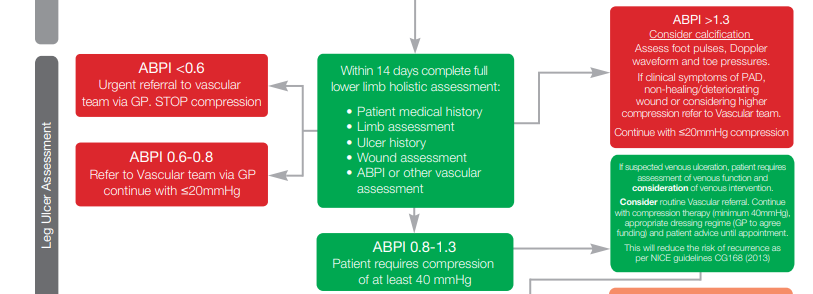 Leg Ulcer Assessment
ABPI <0.6
Urgent referral to vascular
team via GP. STOP compression
ABPI 0.6-0.8
Refer to Vascular team via GP
continue with ≤20mmHg
Within 14 days complete full
lower limb holistic assessment:
• Patient medical history
• Limb assessment
• Ulcer history
• Wound assessment
• ABPI or other vascular
assessment
ABPI 0.8-1.3
Patient requires compression
of at least 40 mmHg
ABPI >1.3
Consider calcification
Assess foot pulses, Doppler
waveform and toe pressures.
If clinical symptoms of PAD,
non-healing/deteriorating
wound or considering higher
compression refer to Vascular team.
Continue with ≤20mmHg compression
If suspected venous ulceration, patient requires
assessment of venous function and
consideration of venous intervention.
Consider routine Vascular referral. Continue
with compression therapy (minimum 40mmHg),
appropriate dressing regime (GP to agree
funding) and patient advice until appointment.
This will reduce the risk of recurrence as
per NICE guidelines CG168 (2013)